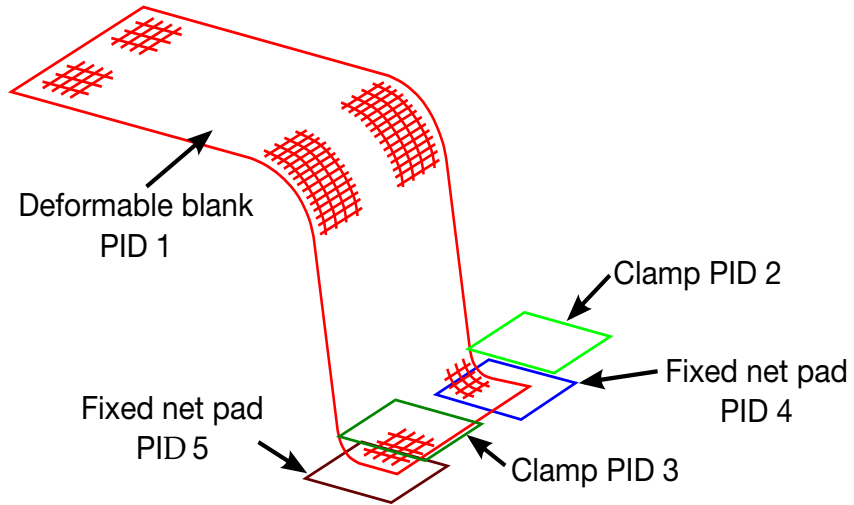 Deformable blank
PID 1
Clamp PID 2
Fixed net pad
PID 4
Fixed net pad
PID 5
Clamp PID 3